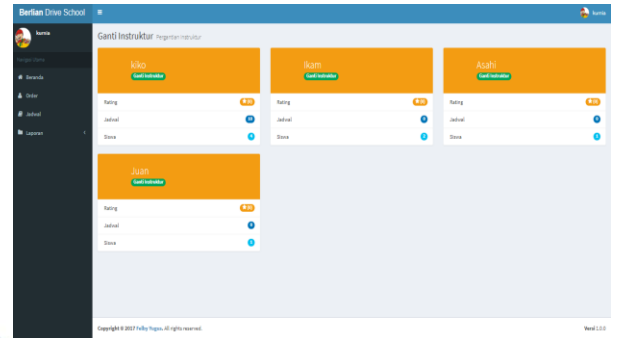 Berlian Drive School
kurnia
kurnia
Beranda
Order
Jadwal
Laporan
Ganti Instruktur Pergantian Instruktur
kiko
Ganti Instruktur
Rating
Jadwal
Siswa
Ikam
Ganti Instruktur
Rating
Jadwal
Siswa
Asahi
Ganti Instruktur
Rating
Jadwal
Siswa
Juan
Ganti Instruktur
Rating
Jadwal
Siswa
Copyright © 2017 All rights reserved.
Versi 1.0.0